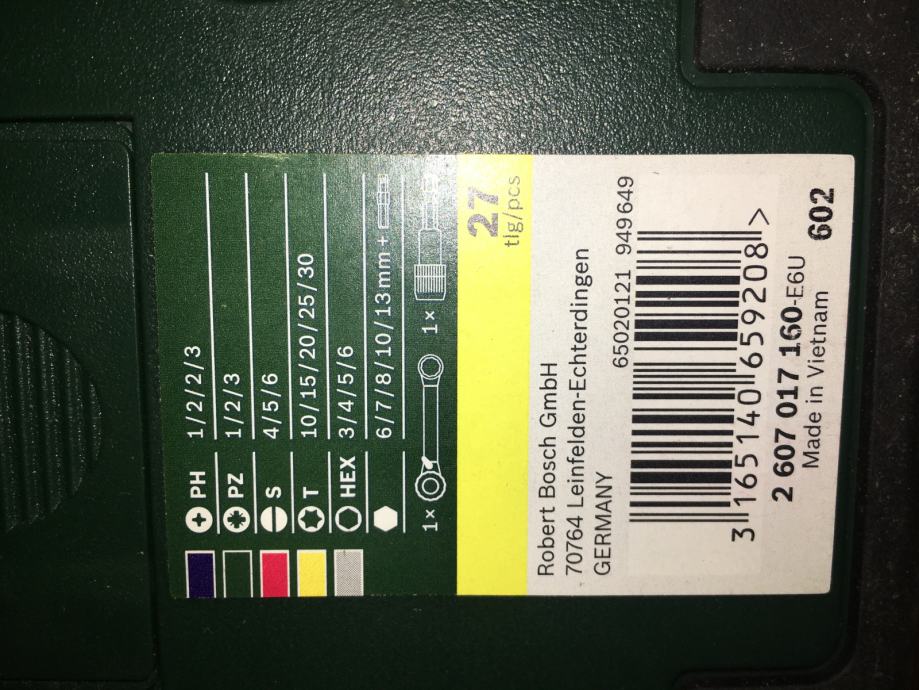 PH 1/2/2/3
PZ 1/2/3
S 4/5/6
T 10/15/20/25/30
HEX 3/4/5/6
6/7/8/10/13mm +
1× 1×
27
tlg/pcs
Robert Bosch GmbH
70764 Leinfelden-Echterdingen
GERMANY
65020121 949649
3 165140 659208 >
2 607 017 160-E6U
Made in Vietnam 602